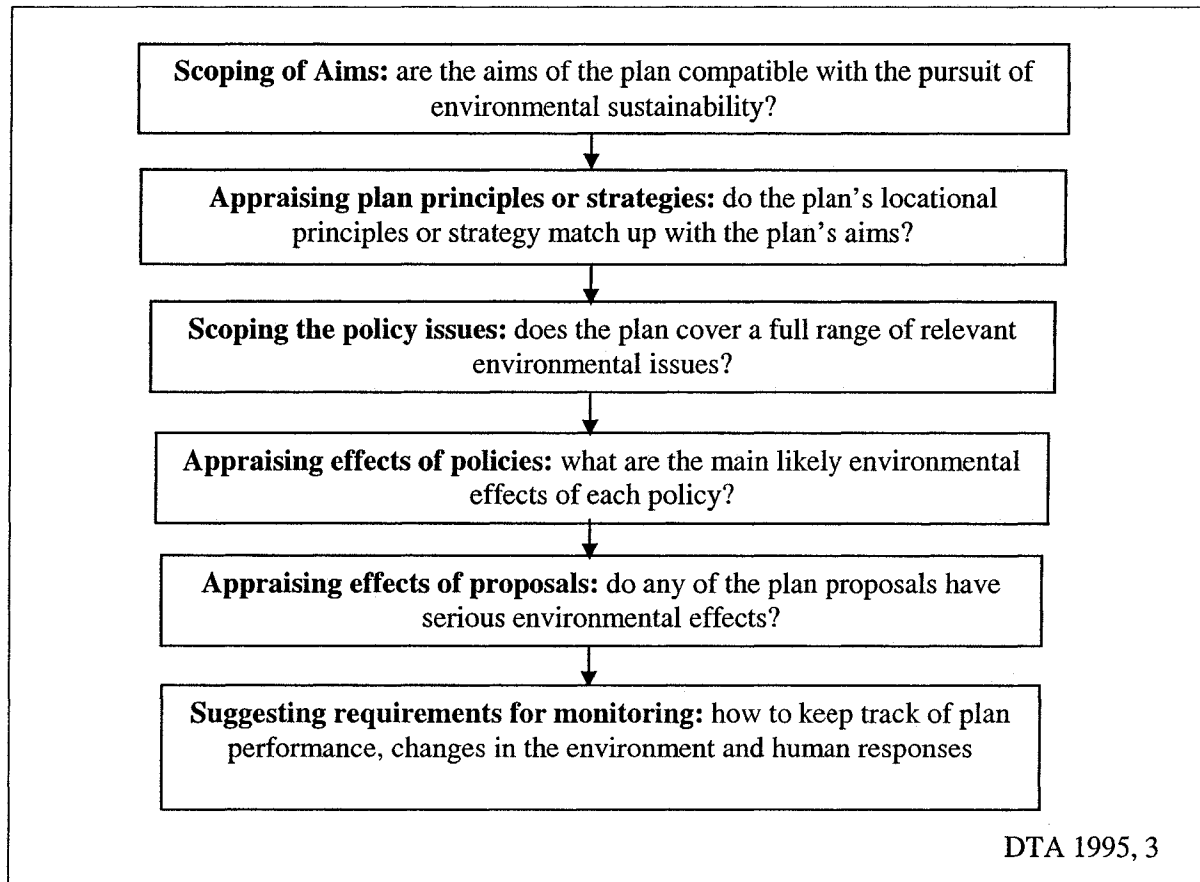 Scoping of Aims: are the aims of the plan compatible with the pursuit of
environmental sustainability?
Appraising plan principles or strategies: do the plan's locational
principles or strategy match up with the plan's aims?
Scoping the policy issues: does the plan cover a full range of relevant
environmental issues?
Appraising effects of policies: what are the main likely environmental
effects of each policy?
Appraising effects of proposals: do any of the plan proposals have
serious environmental effects?
Suggesting requirements for monitoring: how to keep track of plan
performance, changes in the environment and human responses
DTA 1995, 3